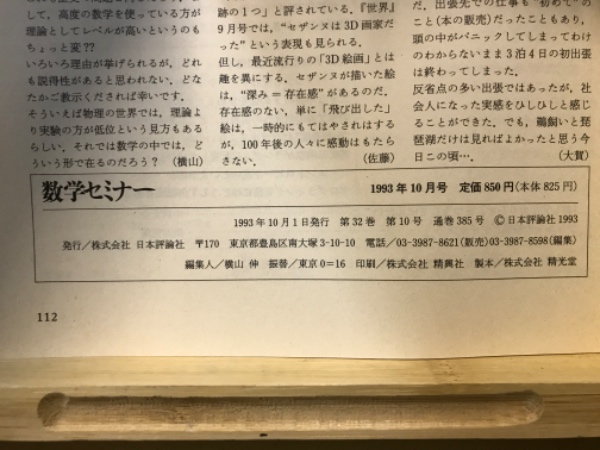 して，高度の数学を使っている方が
理論としてレベルが高いというのも
ちょっと変??
いろいろ理由が挙げられるが，どれ
も説得性があると思われない．どな
たかご教示くだされば幸いです．
そういえば物理の世界では，理論よ
り実験の方が低位という見方もある
らしい．それでは数学の中では，ど
ういう形で在るのだろう？（横山）
跡の1つ」と評されている．『世界』
9月号では，“セザンヌは3D画家だ
った”という表現も見られる．
但し，最近流行りの「3D絵画」とは
趣を異にする．セザンヌが描いた絵
は，“深み＝存在感”があるのだ．
存在感のない，単に「飛び出した」
絵は，一時的にもてはやされはする
が，100年後の人々に感動はもたら
さない．（佐藤）
だ．出張先での仕事も“初めて”の
こと(本の販売)だったこともあり，
頭の中がパニックしてしまってわけ
のわからないまま3泊4日の初出張
は終わってしまった．
反省点の多い出張ではあったが，社
会人になった実感をひしひしと感じ
ることができた．でも，鵜飼いと琵
琶湖だけは見ればよかったと思う今
日この頃…．（大賀）
数学セミナー 1993年10月号 定価850円(本体825円)
1993年10月1日発行 第32巻 第10号 通巻385号 ©日本評論社1993
発行／株式会社 日本評論社 〒170 東京都豊島区南大塚3-10-10 電話／03-3987-8621(販売)03-3987-8598(編集)
編集人／横山 伸 振替／東京0＝16 印刷／株式会社 精興社 製本／株式会社 精光堂
112